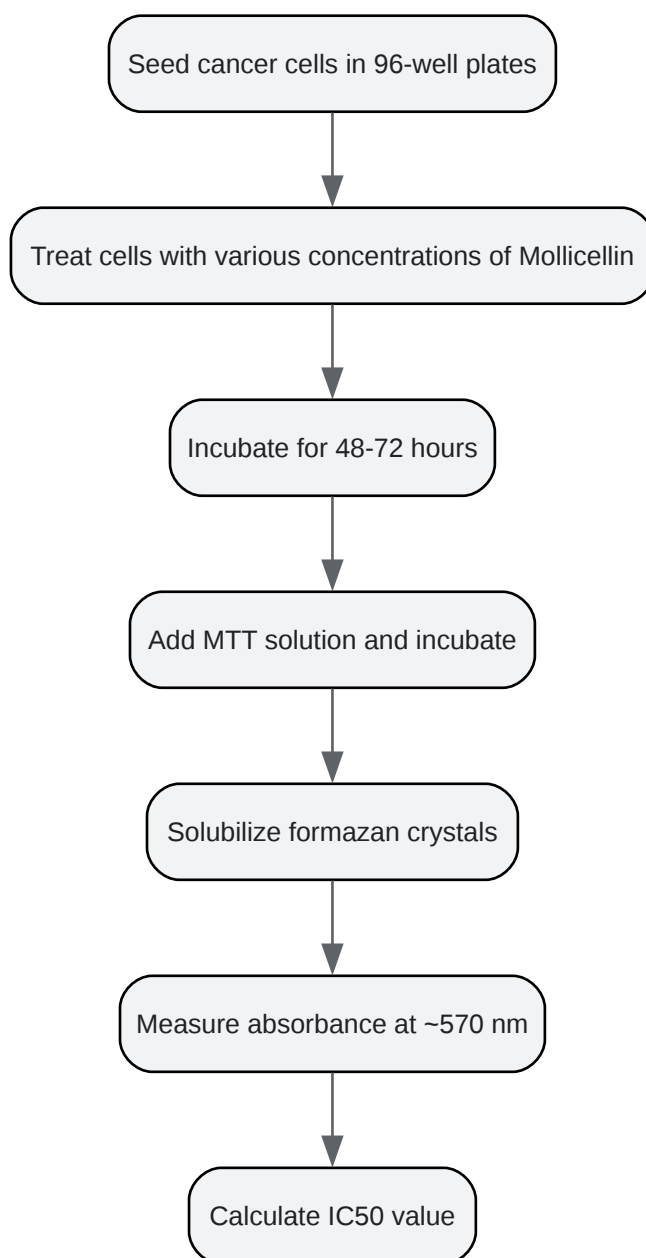 Seed cancer cells in 96-well plates
Treat cells with various concentrations of Mollicellin
Incubate for 48-72 hours
Add MTT solution and incubate
Solubilize formazan crystals
Measure absorbance at ~570 nm
Calculate IC50 value